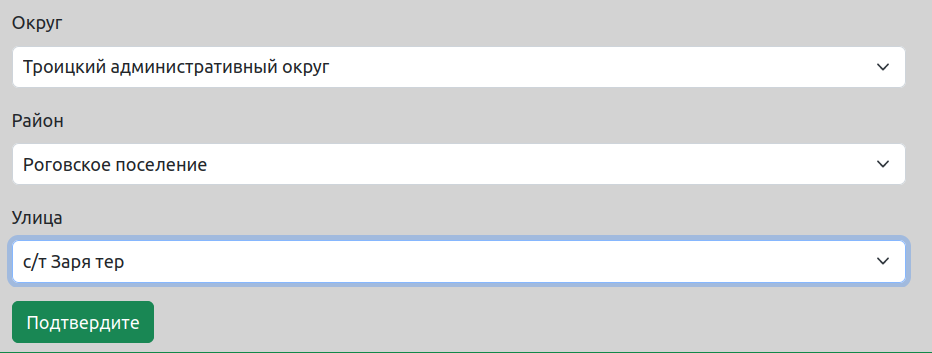 Округ
Троицкий административный округ
Район
Роговское поселение
Улица
с/т Заря тер
Подтвердите